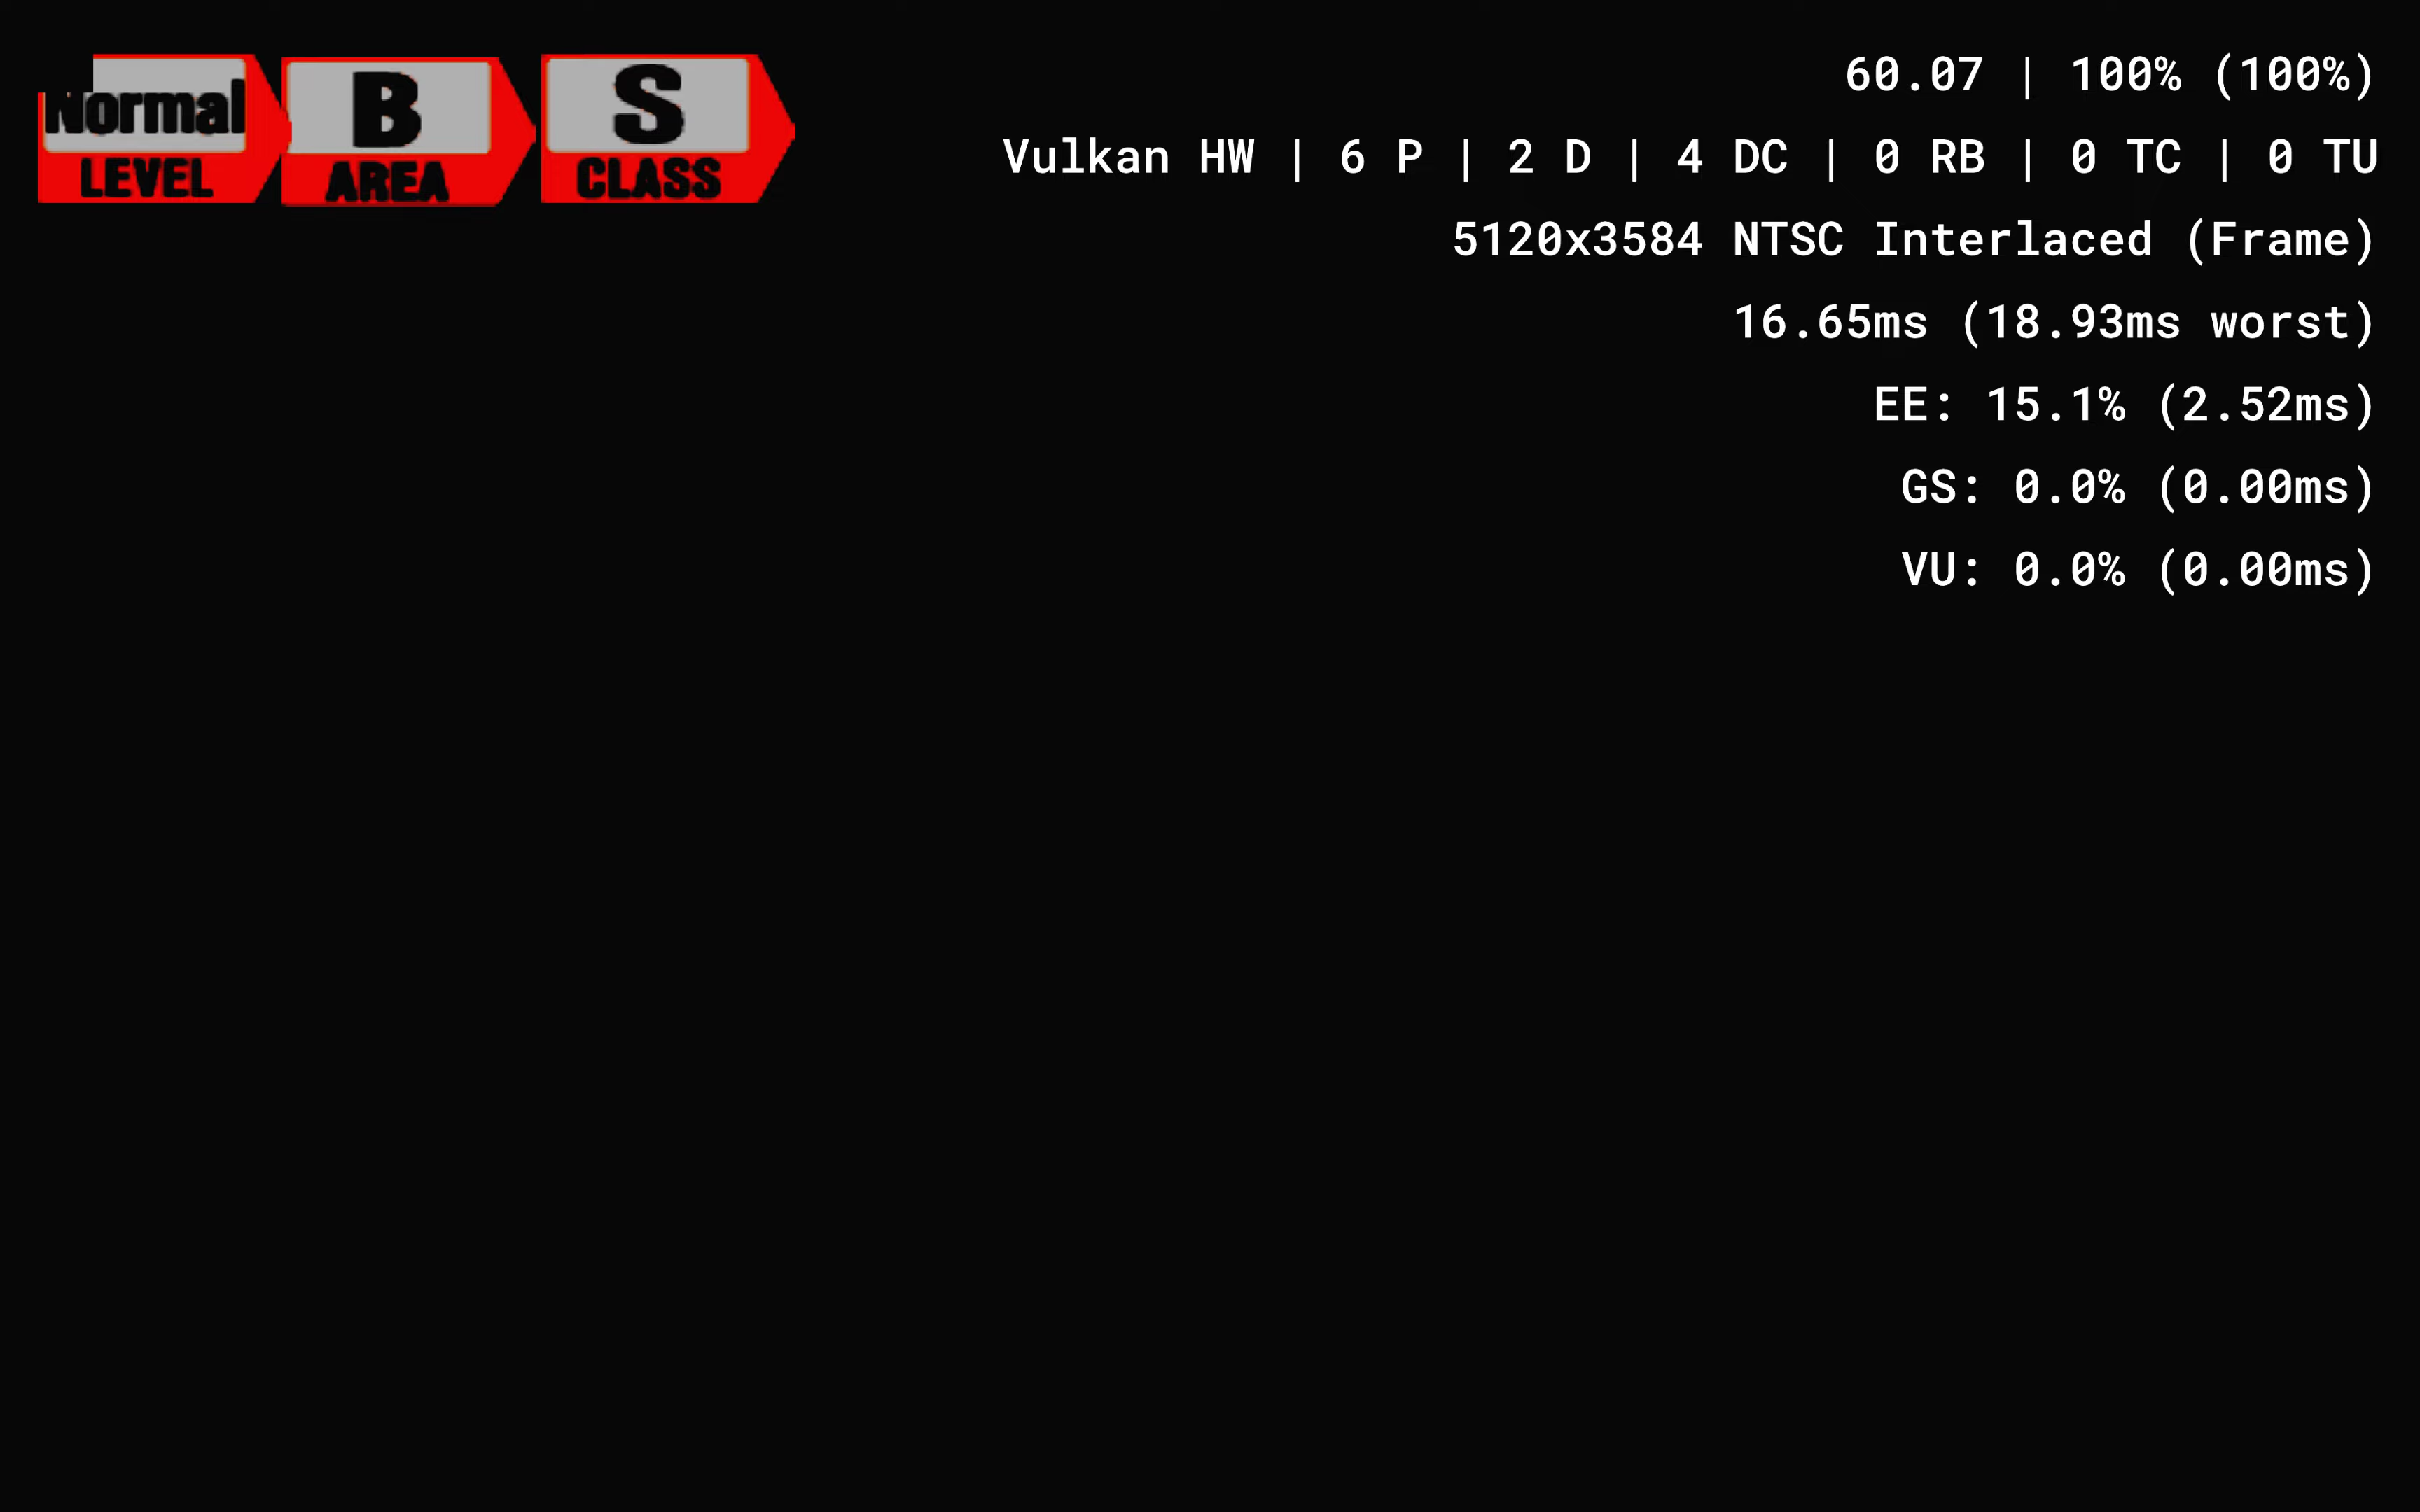 Normal B S
LEVEL AREA CLASS
60.07 | 100% (100%)
Vulkan HW | 6 P | 2 D | 4 DC | 0 RB | 0 TC | 0 TU
5120x3584 NTSC Interlaced (Frame)
16.65ms (18.93ms worst)
EE: 15.1% (2.52ms)
GS: 0.0% (0.00ms)
VU: 0.0% (0.00ms)